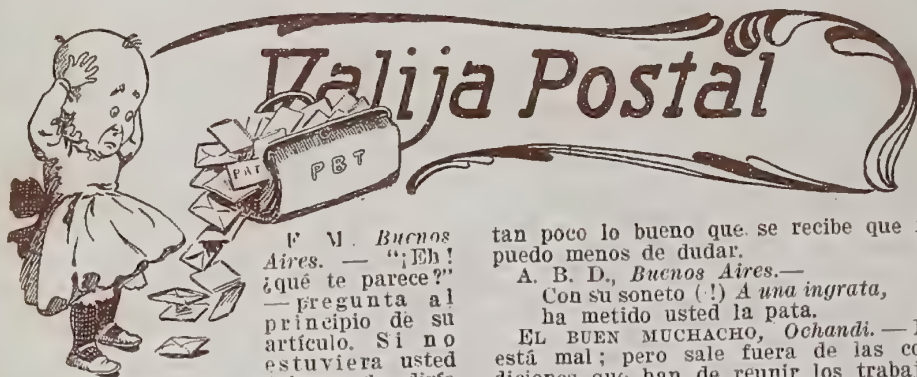 Valija Postal
PBT
PBT
F M. Buenos
Aires. — "¡Eh!
¿qué te parece?"
— pregunta al
principio de su
artículo. Si no
estuviera usted
tan poco lo bueno que se recibe que
puedo menos de dudar.
A. B. D., Buenos Aires.—
Con su soneto (!) A una ingrata,
ha metido usted la pata.
EL BUEN MUCHACHO, Ochandi. —
está mal; pero sale fuera de las co
diciones que han de reunir los trabaj